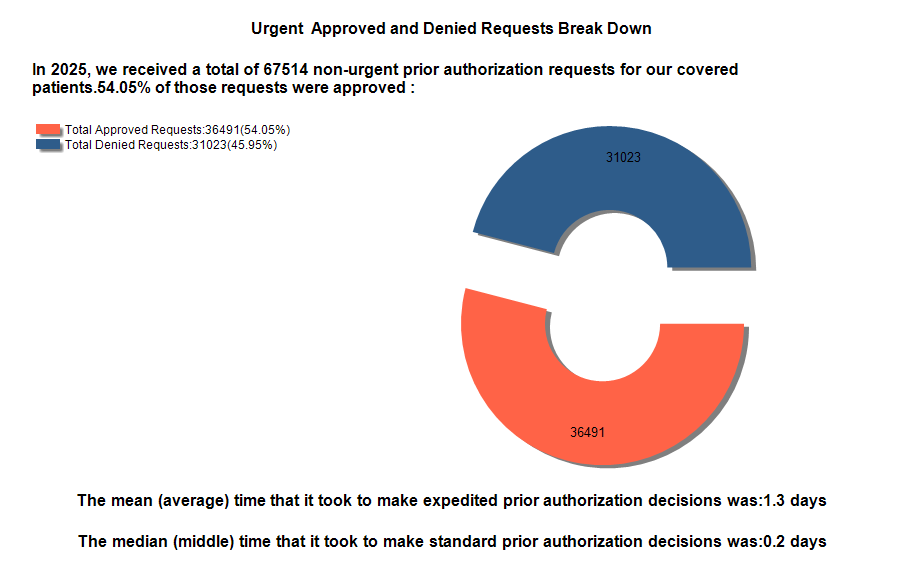 Urgent  Approved and Denied Requests Break Down
In 2025, we received a total of 67514 non-urgent prior authorization requests for our covered
patients.54.05% of those requests were approved :
Total Approved Requests:36491(54.05%)
Total Denied Requests:31023(45.95%)
31023
36491
The mean (average) time that it took to make expedited prior authorization decisions was:1.3 days
The median (middle) time that it took to make standard prior authorization decisions was:0.2 days